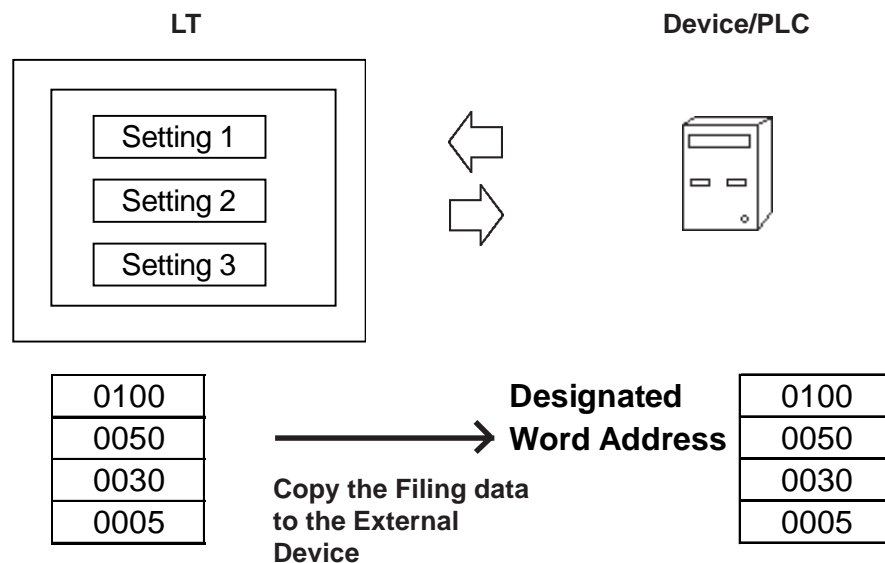 LT
Device/PLC
Setting 1
Setting 2
Setting 3
0100
0050
0030
0005
Copy the Filing data
to the External
Device
Designated
Word Address
0100
0050
0030
0005